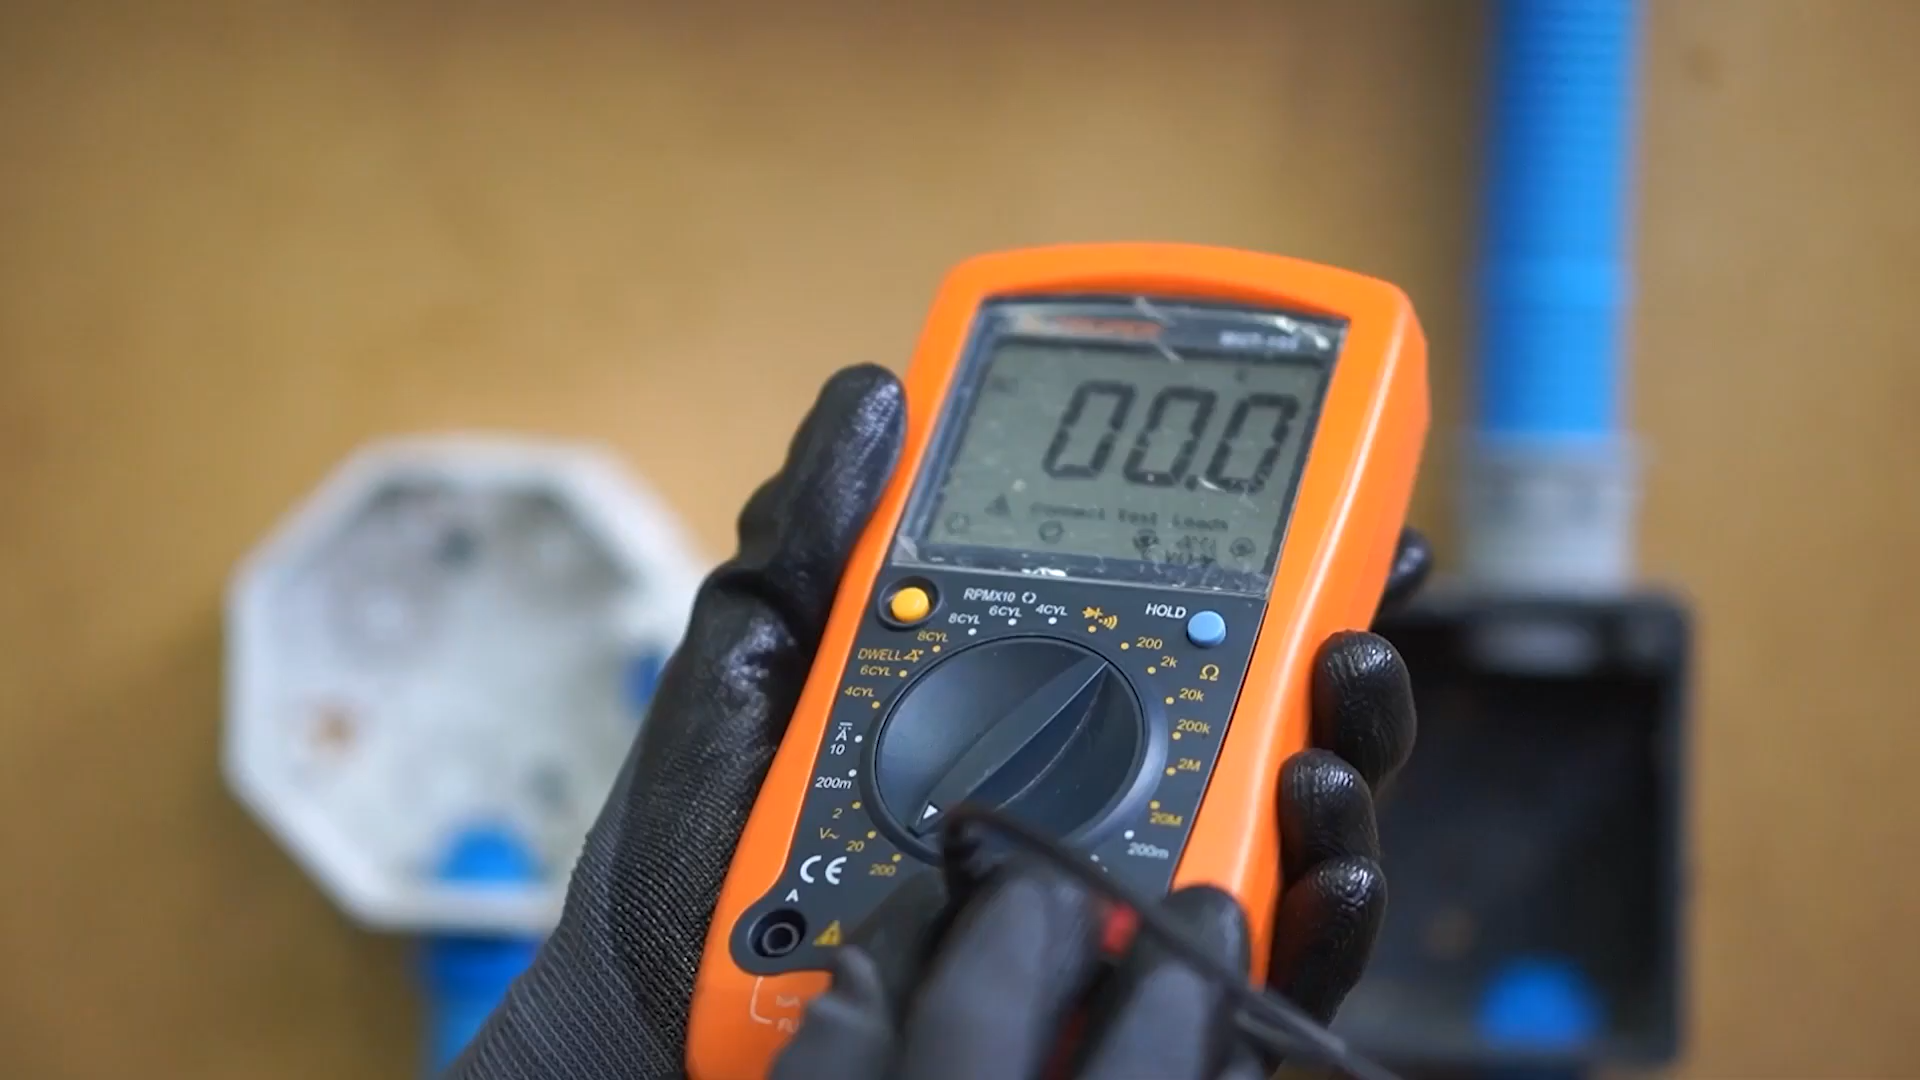 00.0
Connect Test Leads
RPMX10
8CYL 6CYL 4CYL
HOLD
DWELL
8CYL
6CYL
4CYL
A
10
200m
2
V~
20
200
200
2k
Ω
20k
200k
2M
20M
200m
CE
A